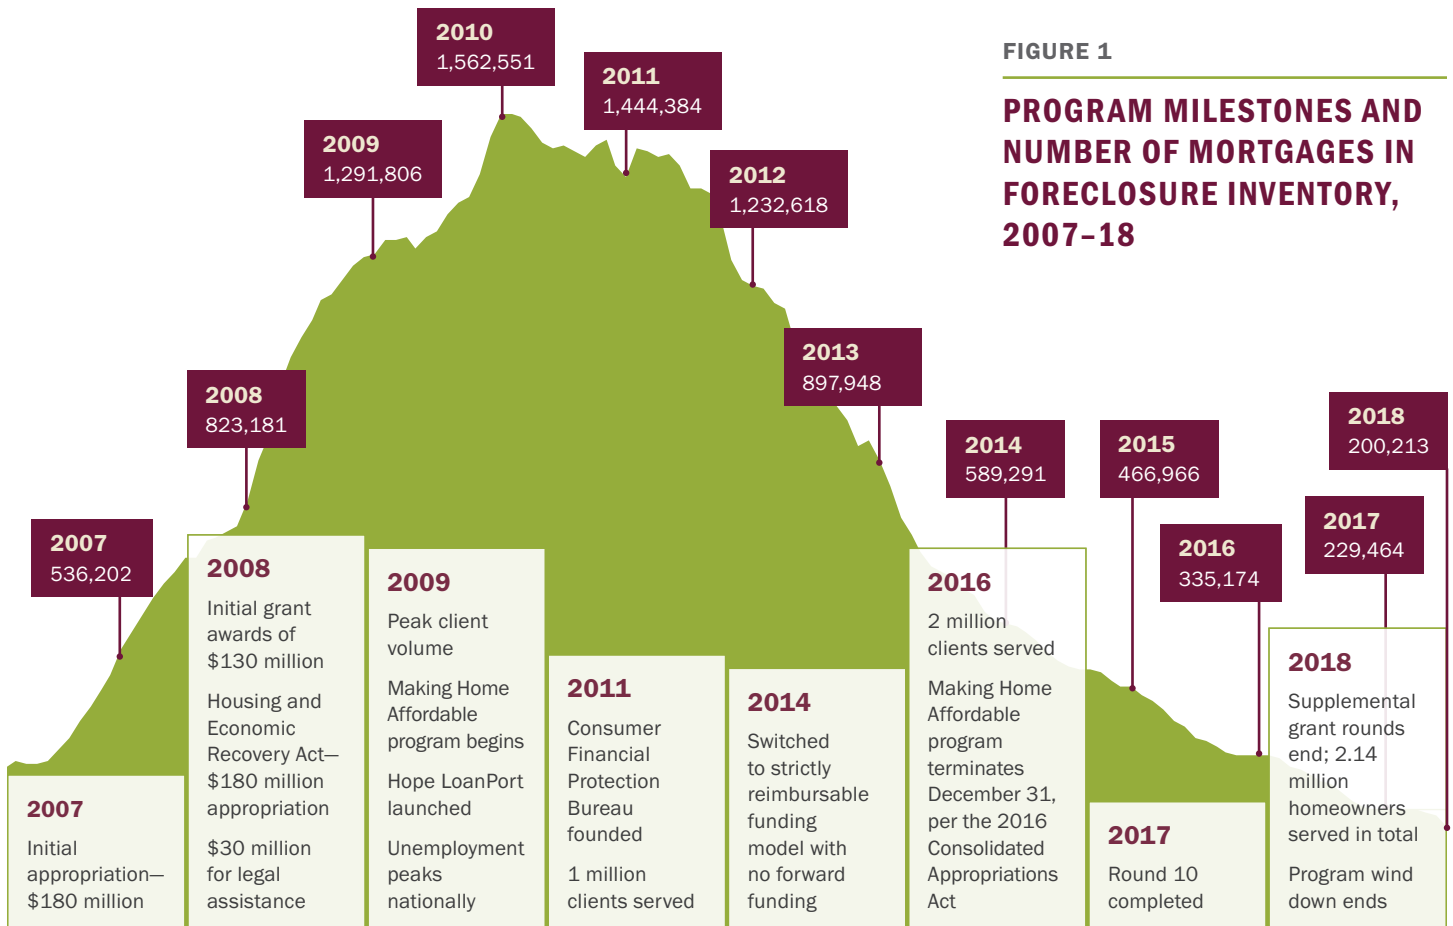 FIGURE 1
PROGRAM MILESTONES AND
NUMBER OF MORTGAGES IN
FORECLOSURE INVENTORY,
2007–18
2007
536,202
2008
823,181
2009
1,291,806
2010
1,562,551
2011
1,444,384
2012
1,232,618
2013
897,948
2014
589,291
2015
466,966
2016
335,174
2017
229,464
2018
200,213
2007
Initial
appropriation—
$180 million
2008
Initial grant
awards of
$130 million
Housing and
Economic
Recovery Act—
$180 million
appropriation
$30 million
for legal
assistance
2009
Peak client
volume
Making Home
Affordable
program begins
Hope LoanPort
launched
Unemployment
peaks
nationally
2011
Consumer
Financial
Protection
Bureau
founded
1 million
clients served
2014
Switched
to strictly
reimbursable
funding
model with
no forward
funding
2016
2 million
clients served
Making Home
Affordable
program
terminates
December 31,
per the 2016
Consolidated
Appropriations
Act
2017
Round 10
completed
2018
Supplemental
grant rounds
end; 2.14
million
homeowners
served in total
Program wind
down ends